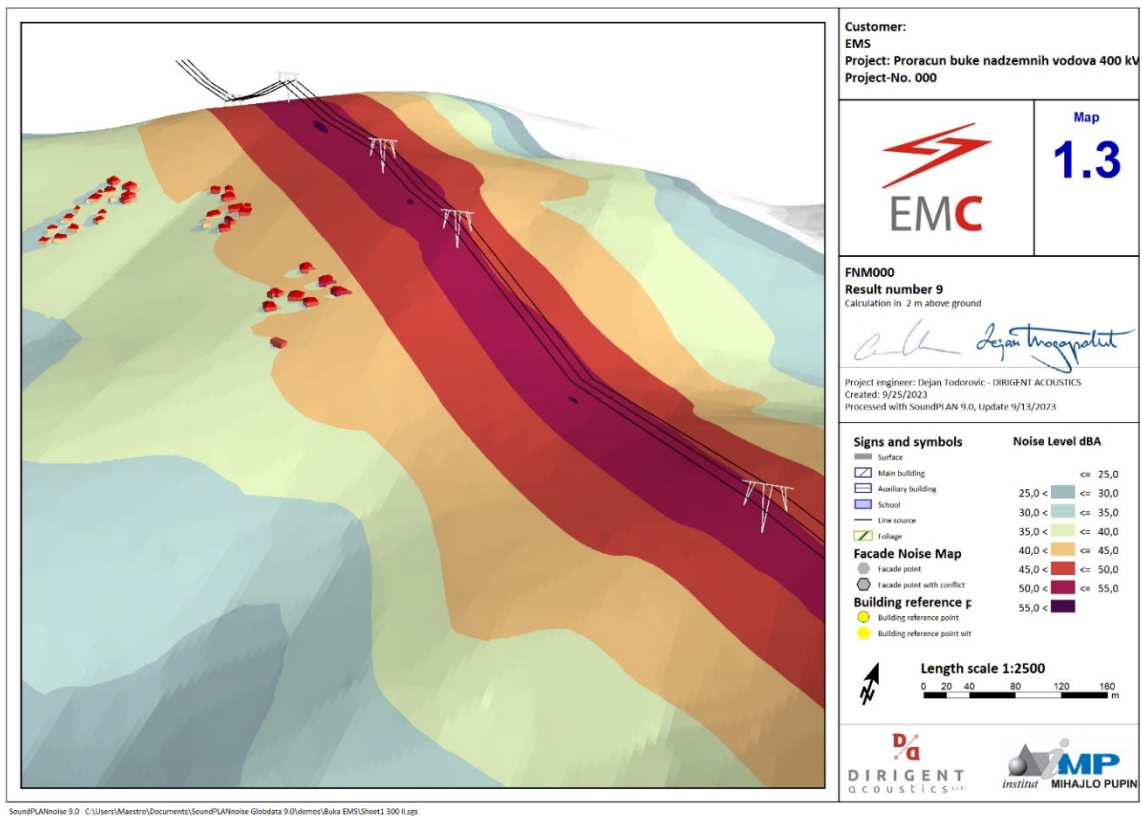 Customer:
EMS
Project: Proracun buke nadzemnih vodova 400 kV
Project-No. 000
EMC
Map
1.3
FNM000
Result number 9
Calculation in 2 m above ground
Project engineer: Dejan Todorovic - DIRIGENT ACOUSTICS
Created: 9/25/2023
Processed with SoundPLAN 9.0, Update 9/13/2023
Signs and symbols
Surface
Main building
Auxiliary building
School
Line source
Foliage
Facade Noise Map
Facade point
Facade point with conflict
Building reference p
Building reference point
Building reference point wit
Noise Level dBA
<= 25,0
25,0 < <= 30,0
30,0 < <= 35,0
35,0 < <= 40,0
40,0 < <= 45,0
45,0 < <= 50,0
50,0 < <= 55,0
55,0 <
Length scale 1:2500
0 20 40 80 120 160
m
DIRIGENT
acoustics LLC
iMP
institut MIHAJLO PUPIN
SoundPLANnoise 9.0 C:\Users\Maestro\Documents\SoundPLANnoise Globdata 9.0\demos\Buka EMS\Sheet1 300 II.sgs